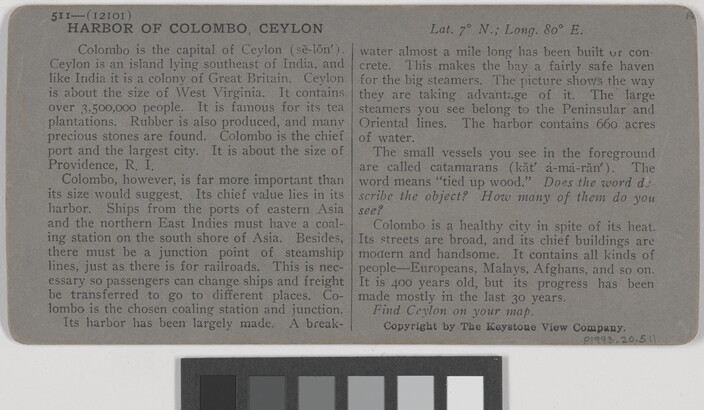 511—(12101)
HARBOR OF COLOMBO, CEYLON
Colombo is the capital of Ceylon (sē-lŏn′).
Ceylon is an island lying southeast of India, and
like India it is a colony of Great Britain. Ceylon
is about the size of West Virginia. It contains
over 3,500,000 people. It is famous for its tea
plantations. Rubber is also produced, and many
precious stones are found. Colombo is the chief
port and the largest city. It is about the size of
Providence, R. I.
Colombo, however, is far more important than
its size would suggest. Its chief value lies in its
harbor. Ships from the ports of eastern Asia
and the northern East Indies must have a coal-
ing station on the south shore of Asia. Besides,
there must be a junction point of steamship
lines, just as there is for railroads. This is nec-
essary so passengers can change ships and freight
be transferred to go to different places. Co-
lombo is the chosen coaling station and junction.
Its harbor has been largely made. A break-
Lat. 7° N.; Long. 80° E.
water almost a mile long has been built of con-
crete. This makes the bay a fairly safe haven
for the big steamers. The picture shows the way
they are taking advantage of it. The large
steamers you see belong to the Peninsular and
Oriental lines. The harbor contains 660 acres
of water.
The small vessels you see in the foreground
are called catamarans (kăt′ á-má-răn′). The
word means "tied up wood." Does the word de-
scribe the object? How many of them do you
see?
Colombo is a healthy city in spite of its heat.
Its streets are broad, and its chief buildings are
modern and handsome. It contains all kinds of
people—Europeans, Malays, Afghans, and so on.
It is 400 years old, but its progress has been
made mostly in the last 30 years.
Find Ceylon on your map.
Copyright by The Keystone View Company.
P1993.20.511